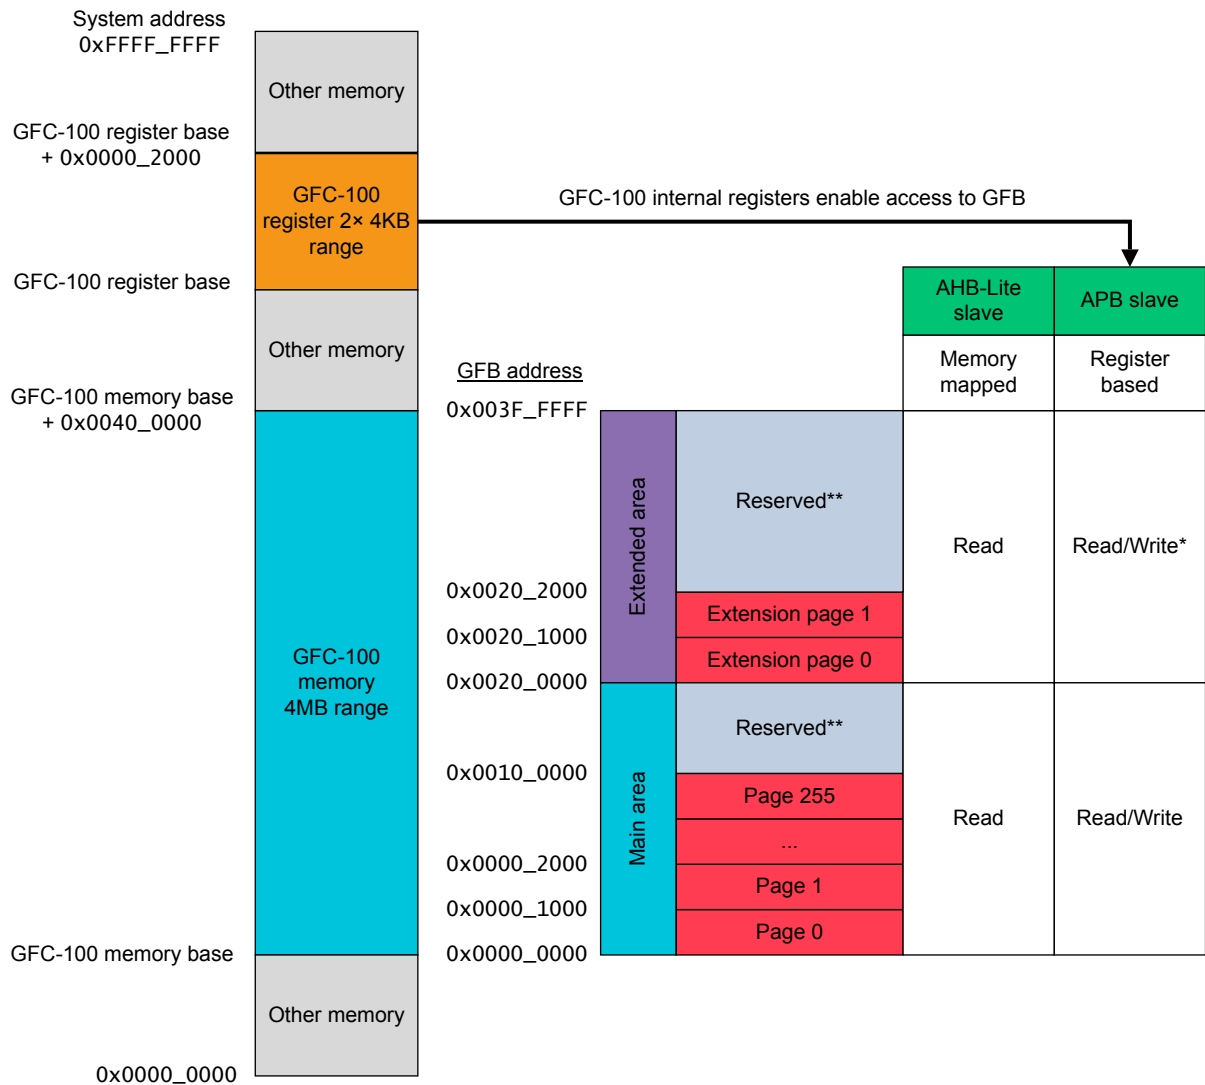 System address
0xFFFF_FFFF
Other memory
GFC-100 register base
+ 0x0000_2000
GFC-100
register 2× 4KB
range
GFC-100 internal registers enable access to GFB
GFC-100 register base
AHB-Lite
slave
APB slave
Other memory
Memory
mapped
Register
based
GFB address
GFC-100 memory base
+ 0x0040_0000
0x003F_FFFF
Extended area
Reserved**
Read
Read/Write*
0x0020_2000
Extension page 1
0x0020_1000
Extension page 0
0x0020_0000
GFC-100
memory
4MB range
Main area
Reserved**
0x0010_0000
Page 255
Read
Read/Write
...
0x0000_2000
Page 1
0x0000_1000
Page 0
0x0000_0000
GFC-100 memory base
Other memory
0x0000_0000